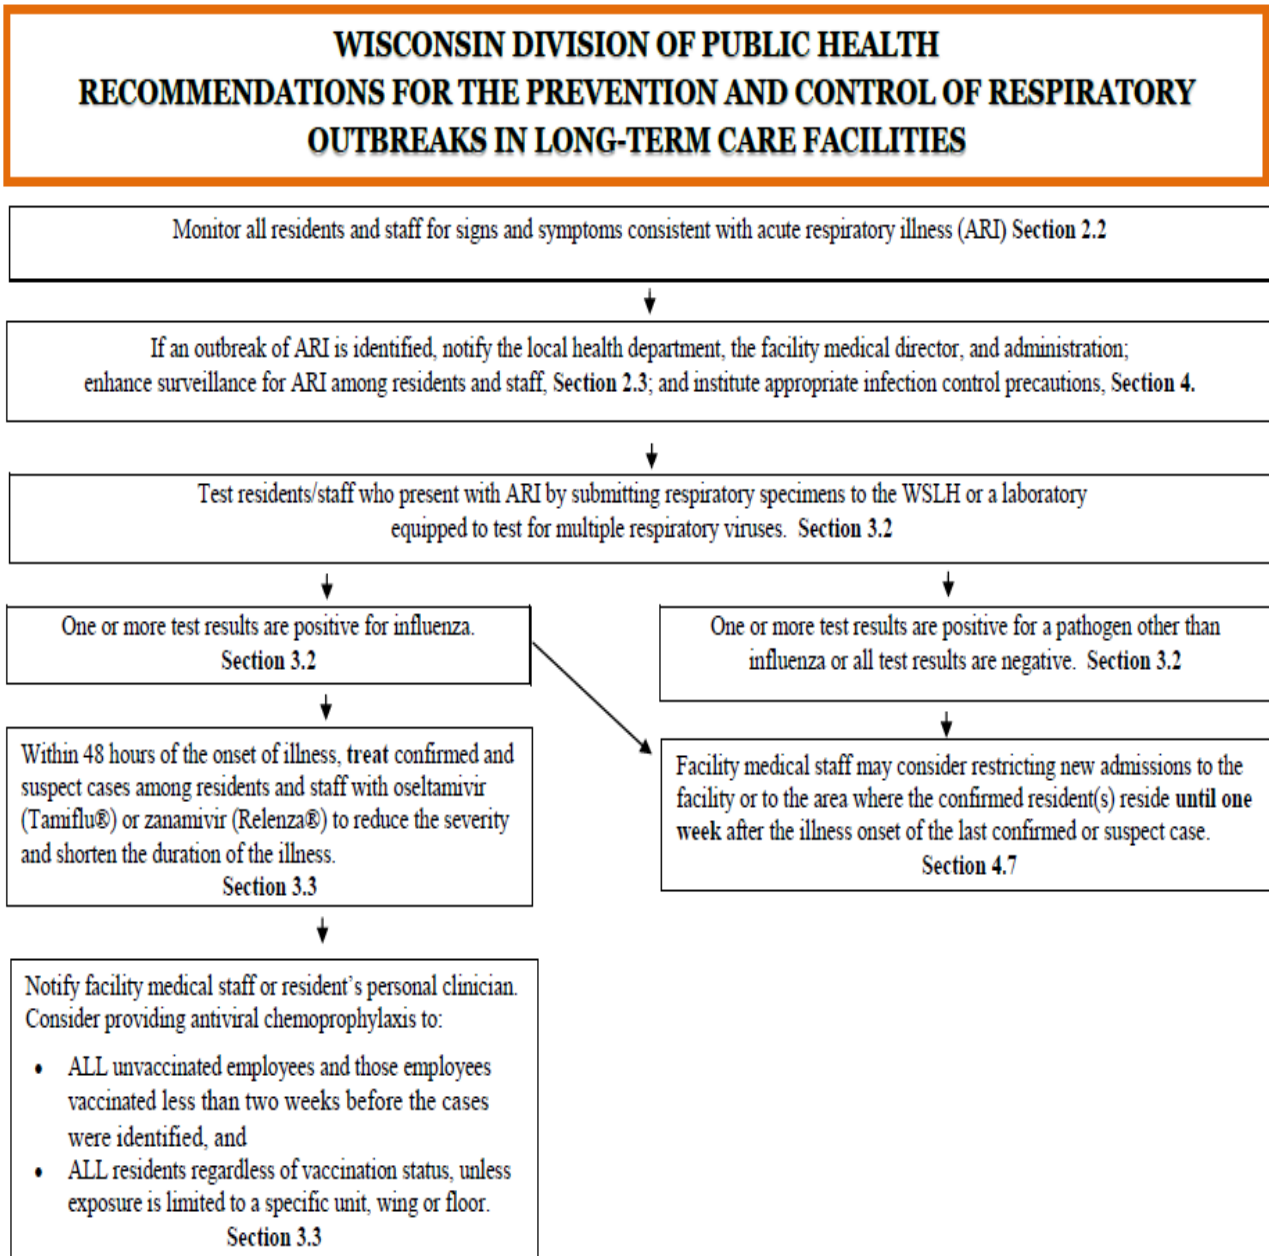 WISCONSIN DIVISION OF PUBLIC HEALTH
RECOMMENDATIONS FOR THE PREVENTION AND CONTROL OF RESPIRATORY
OUTBREAKS IN LONG-TERM CARE FACILITIES
Monitor all residents and staff for signs and symptoms consistent with acute respiratory illness (ARI) Section 2.2
If an outbreak of ARI is identified, notify the local health department, the facility medical director, and administration;
enhance surveillance for ARI among residents and staff, Section 2.3; and institute appropriate infection control precautions, Section 4.
Test residents/staff who present with ARI by submitting respiratory specimens to the WSLH or a laboratory
equipped to test for multiple respiratory viruses. Section 3.2
One or more test results are positive for influenza.
Section 3.2
One or more test results are positive for a pathogen other than
influenza or all test results are negative. Section 3.2
Within 48 hours of the onset of illness, treat confirmed and
suspect cases among residents and staff with oseltamivir
(Tamiflu®) or zanamivir (Relenza®) to reduce the severity
and shorten the duration of the illness.
Section 3.3
Facility medical staff may consider restricting new admissions to the
facility or to the area where the confirmed resident(s) reside until one
week after the illness onset of the last confirmed or suspect case.
Section 4.7
Notify facility medical staff or resident's personal clinician.
Consider providing antiviral chemoprophylaxis to:
• ALL unvaccinated employees and those employees
vaccinated less than two weeks before the cases
were identified, and
• ALL residents regardless of vaccination status, unless
exposure is limited to a specific unit, wing or floor.
Section 3.3